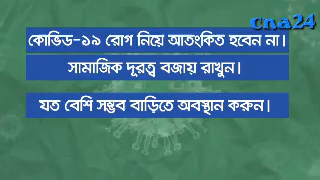 cna24
কোভিড-১৯ রোগ নিয়ে আতংকিত হবেন না।
সামাজিক দূরত্ব বজায় রাখুন।
যত বেশি সম্ভব বাড়িতে অবস্থান করুন।